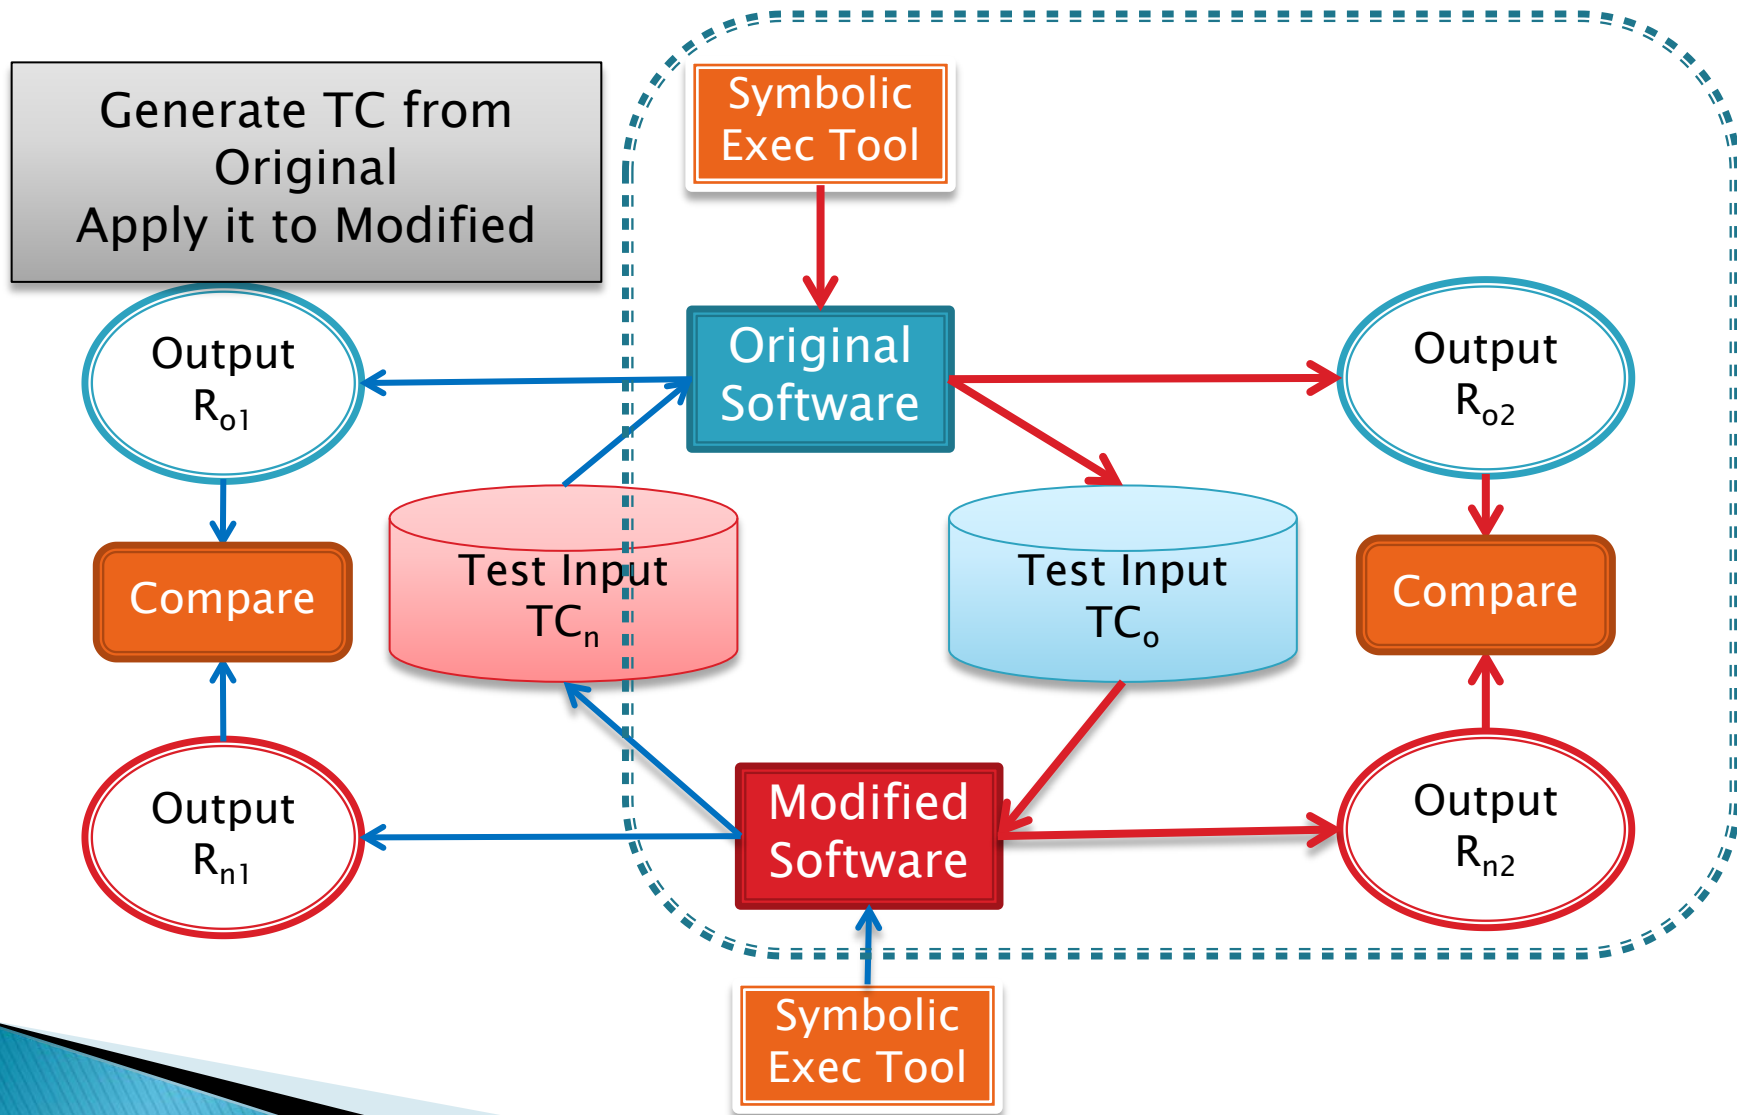 Generate TC from
Original
Apply it to Modified
Symbolic
Exec Tool
Original
Software
Output
Ro1
Output
Ro2
Compare
Test Input
TCn
Test Input
TCo
Compare
Output
Rn1
Modified
Software
Output
Rn2
Symbolic
Exec Tool